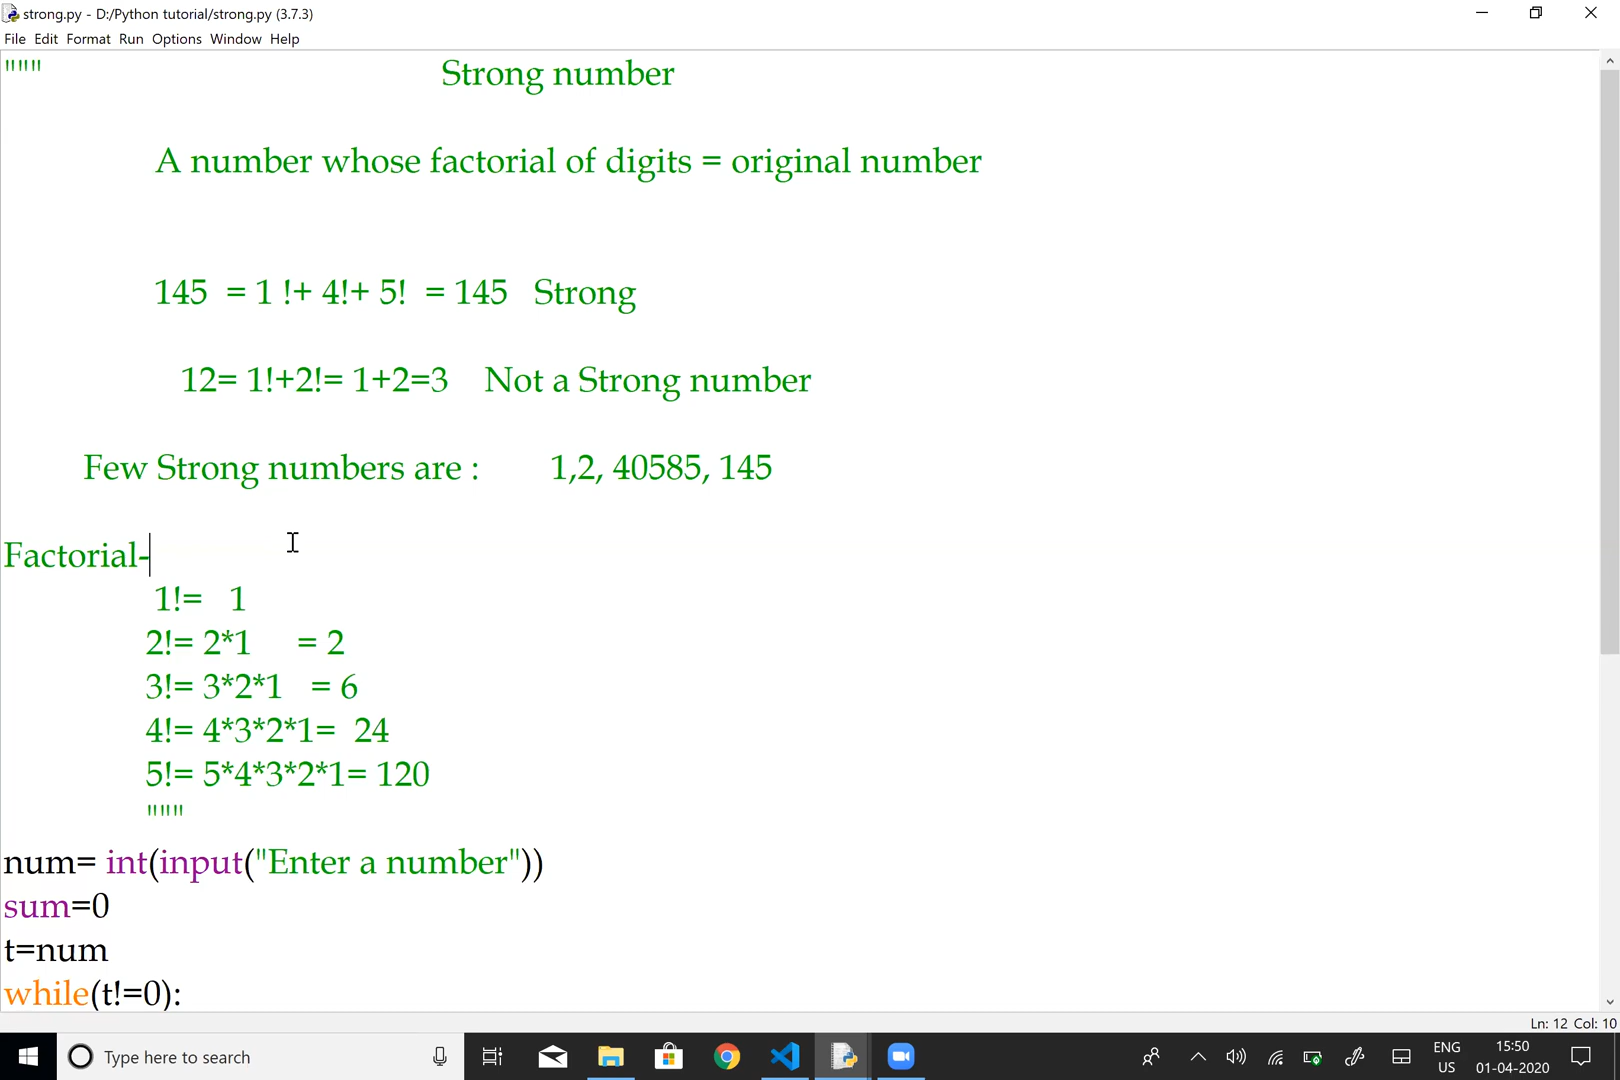 strong.py - D:/Python tutorial/strong.py (3.7.3)
File Edit Format Run Options Window Help
""" Strong number
A number whose factorial of digits = original number
145 = 1 !+ 4!+ 5! = 145 Strong
12= 1!+2!= 1+2=3 Not a Strong number
Few Strong numbers are : 1,2, 40585, 145
Factorial-
1!= 1
2!= 2*1 = 2
3!= 3*2*1 = 6
4!= 4*3*2*1= 24
5!= 5*4*3*2*1= 120
"""
num= int(input("Enter a number"))
sum=0
t=num
while(t!=0):
Ln: 12 Col: 10
Type here to search
ENG
US
15:50
01-04-2020